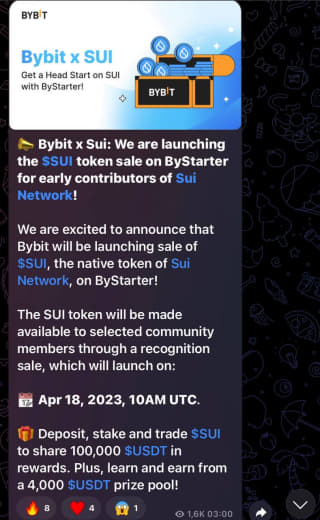 BYBIT
Bybit x SUI
Get a Head Start on SUI
with ByStarter!
BYBIT
Bybit x Sui: We are launching
the $SUI token sale on ByStarter
for early contributors of Sui
Network!
We are excited to announce that
Bybit will be launching sale of
$SUI, the native token of Sui
Network, on ByStarter!
The SUI token will be made
available to selected community
members through a recognition
sale, which will launch on:
📆 Apr 18, 2023, 10AM UTC.
🎁 Deposit, stake and trade $SUI
to share 100,000 $USDT in
rewards. Plus, learn and earn from
a 4,000 $USDT prize pool!
🔥 8 ❤️ 4 😱 1 1,6K 03:00